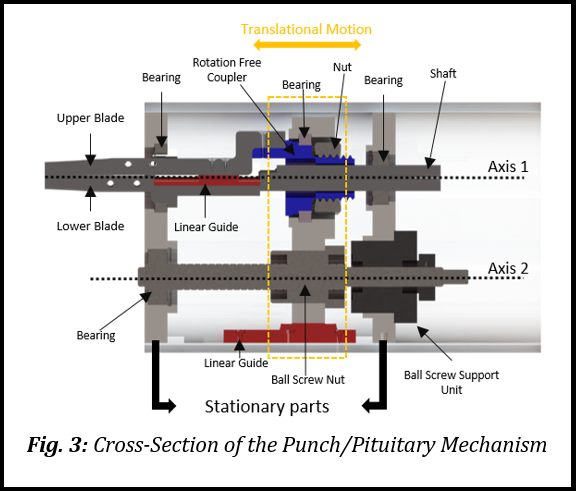 Translational Motion
Rotation Free
Coupler
Bearing
Bearing
Nut
Bearing
Shaft
Upper Blade
Axis 1
Lower Blade
Linear Guide
Axis 2
Bearing
Linear Guide
Ball Screw Nut
Ball Screw Support
Unit
Stationary parts
Fig. 3: Cross-Section of the Punch/Pituitary Mechanism